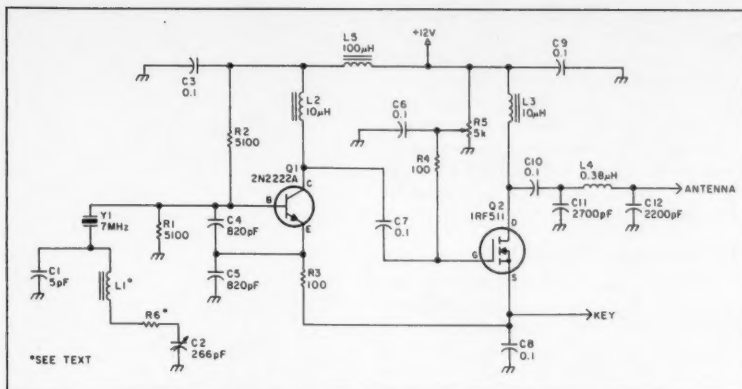 +12V
L5
100µH
C9
0.1
C3
0.1
L2
10µH
L3
10µH
C6
0.1
R5
5k
R2
5100
R4
100
C10
0.1
L4
0.38µH
Q1
2N2222A
C
B
E
ANTENNA
Q2
IRF511
C11
2700pF
C12
2200pF
D
G
S
Y1
7MHz
R1
5100
C4
820pF
C7
0.1
C5
820pF
R3
100
C1
5pF
L1*
R6*
C2
266pF
KEY
C8
0.1
*SEE TEXT